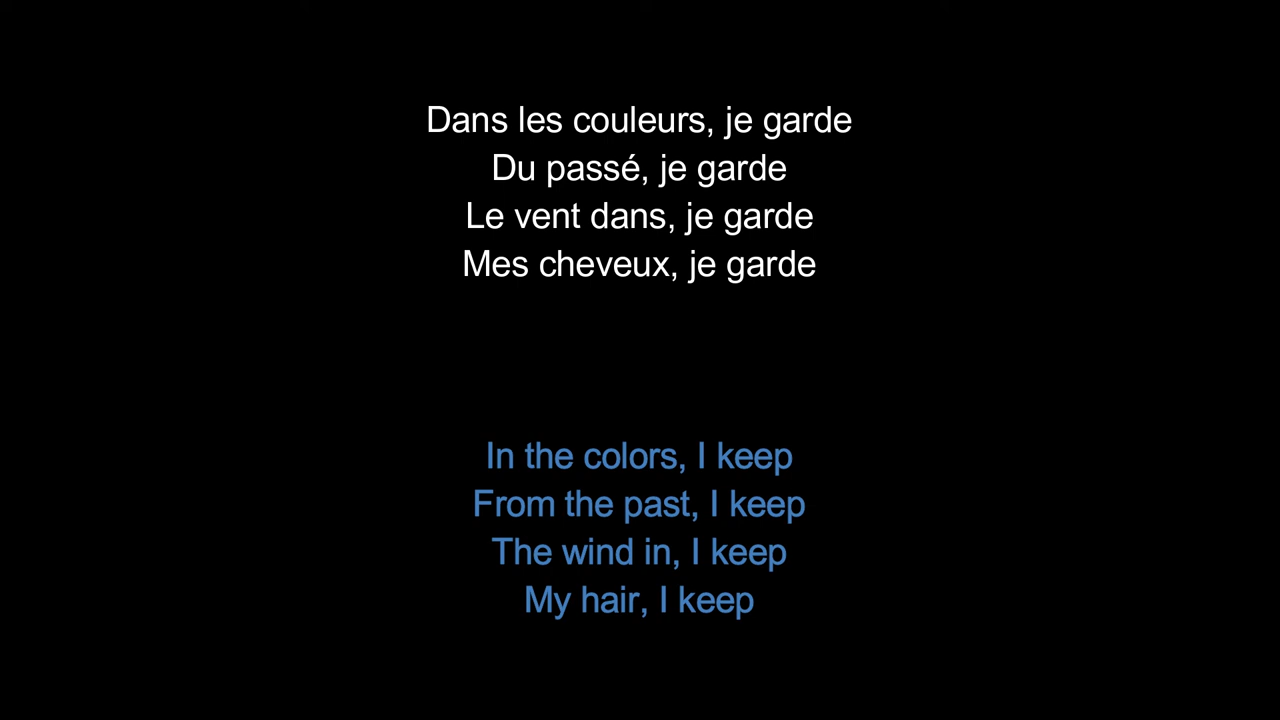 Dans les couleurs, je garde
Du passé, je garde
Le vent dans, je garde
Mes cheveux, je garde
In the colors, I keep
From the past, I keep
The wind in, I keep
My hair, I keep